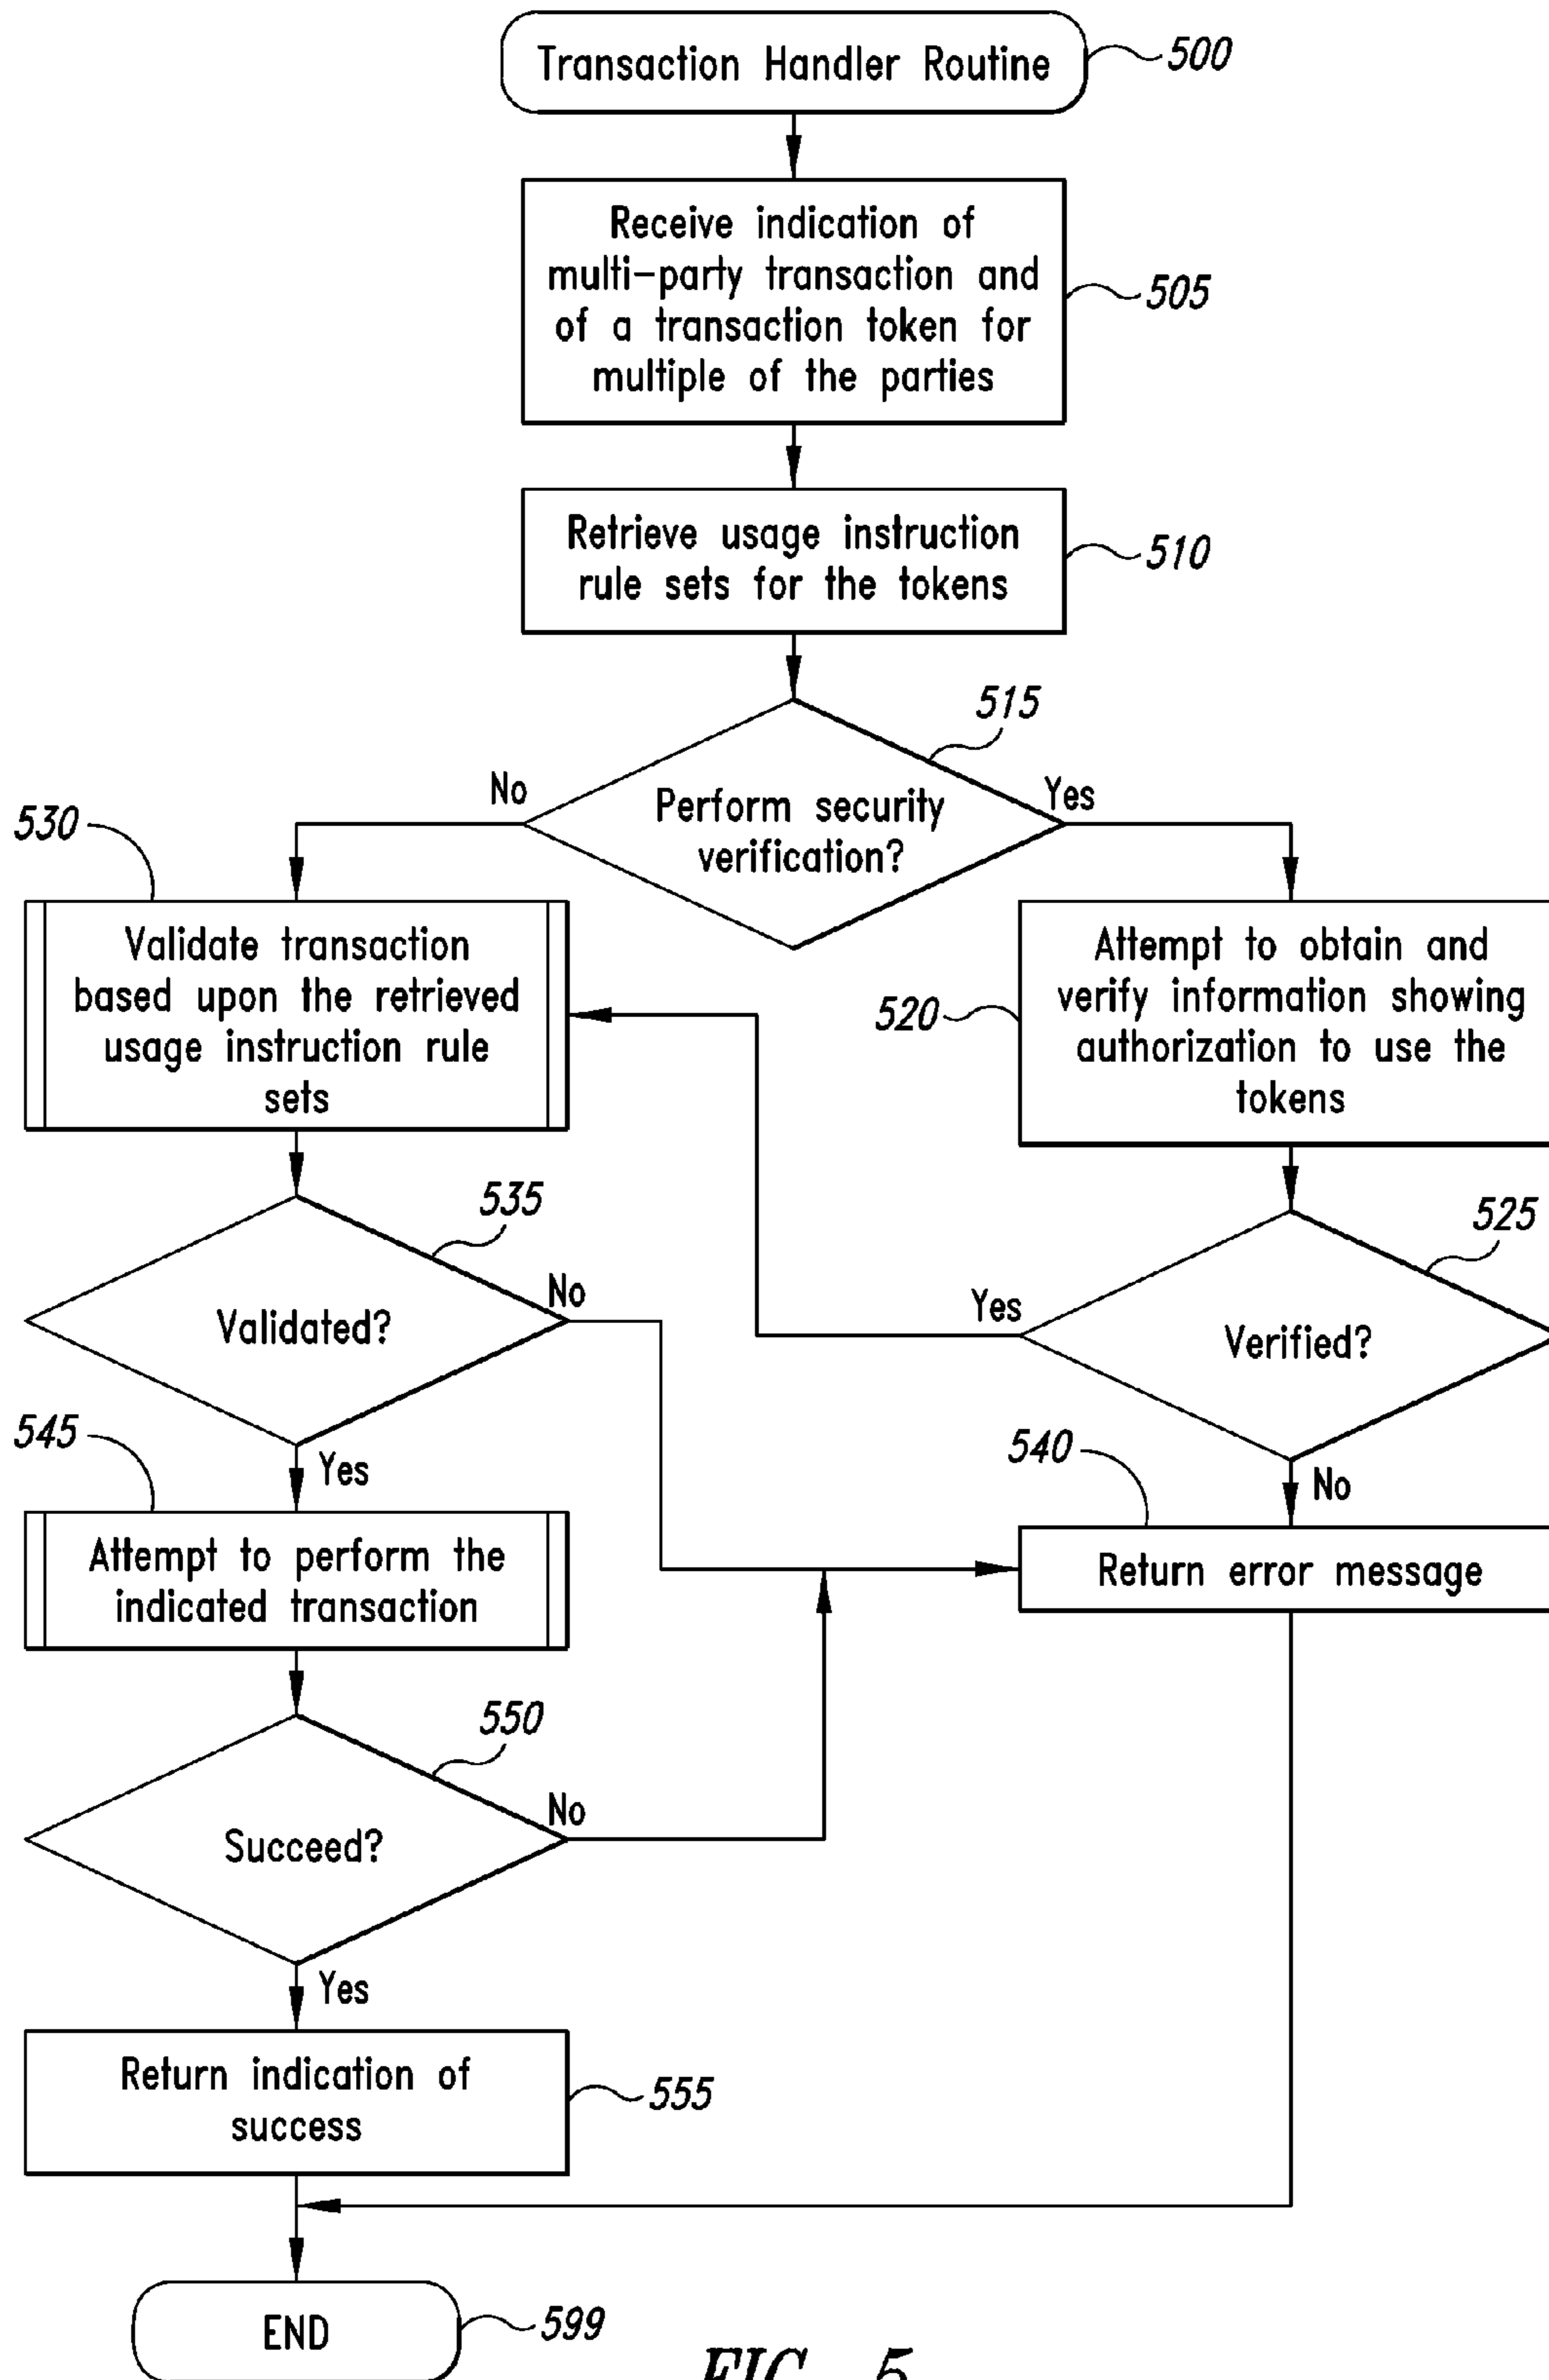 Transaction Handler Routine
500
Receive indication of
multi-party transaction and
of a transaction token for
multiple of the parties
505
Retrieve usage instruction
rule sets for the tokens
510
515
Perform security
verification?
No
Yes
530
Validate transaction
based upon the retrieved
usage instruction rule
sets
520
Attempt to obtain and
verify information showing
authorization to use the
tokens
535
Validated?
No
Yes
525
Verified?
Yes
No
545
Attempt to perform the
indicated transaction
540
Return error message
550
Succeed?
No
Yes
Return indication of
success
555
END
599
FIG. 5